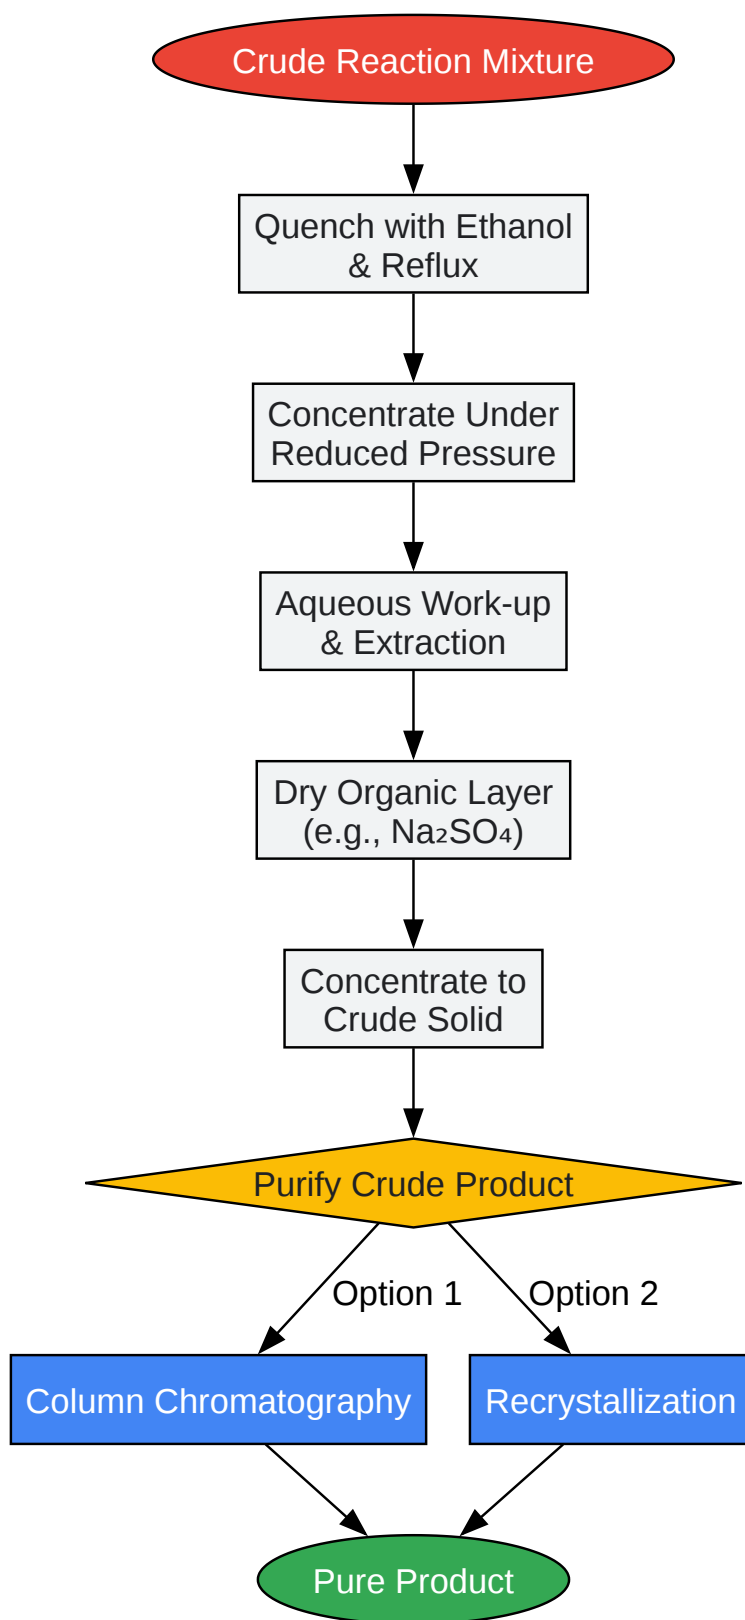 Crude Reaction Mixture
Quench with Ethanol
& Reflux
Concentrate Under
Reduced Pressure
Aqueous Work-up
& Extraction
Dry Organic Layer
(e.g., Na₂SO₄)
Concentrate to
Crude Solid
Purify Crude Product
Option 1
Option 2
Column Chromatography
Recrystallization
Pure Product